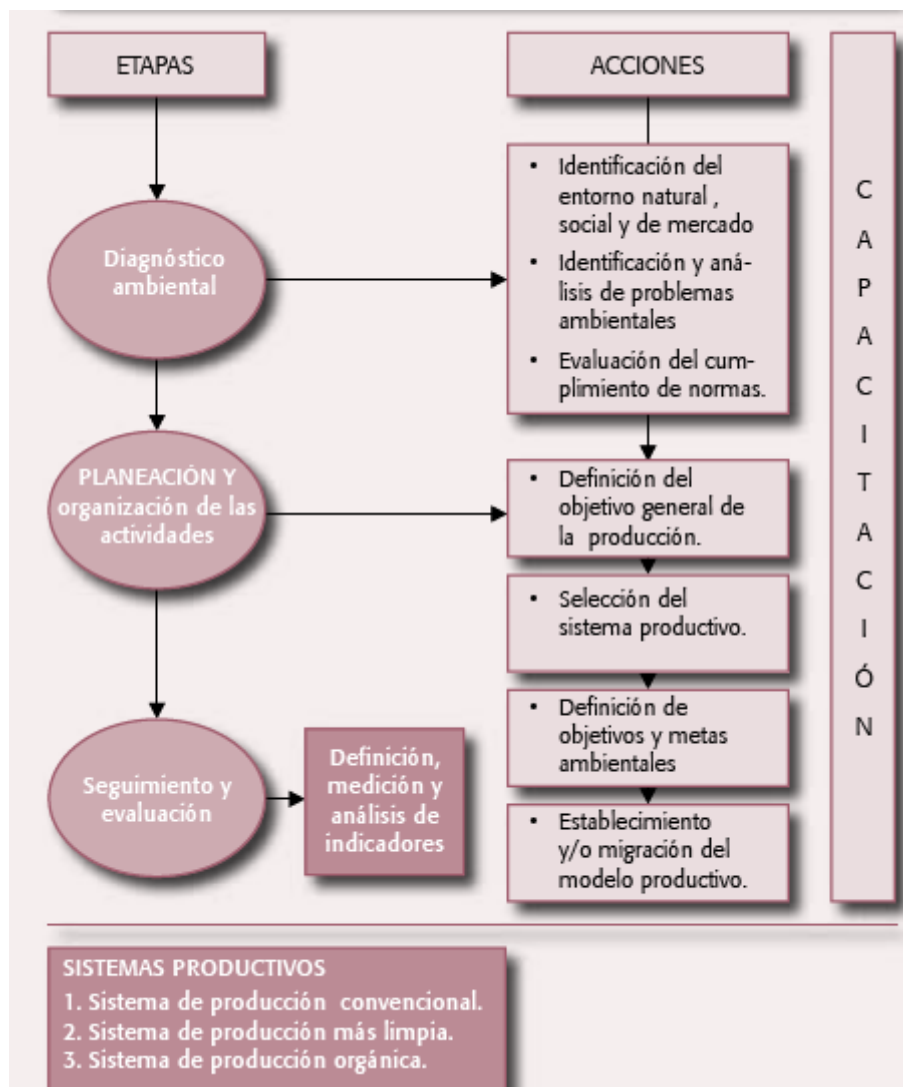 ETAPAS
ACCIONES
• Identificación del
entorno natural ,
social y de mercado
• Identificación y aná-
lisis de problemas
ambientales
• Evaluación del cum-
plimiento de normas.
Diagnóstico
ambiental
PLANEACIÓN Y
organización de las
actividades
• Definición del
objetivo general de
la producción.
• Selección del
sistema productivo.
• Definición de
objetivos y metas
ambientales
Seguimiento y
evaluación
Definición,
medición y
análisis de
indicadores
• Establecimiento
y/o migración del
modelo productivo.
C
A
P
A
C
I
T
A
C
I
Ó
N
SISTEMAS PRODUCTIVOS
1. Sistema de producción convencional.
2. Sistema de producción más limpia.
3. Sistema de producción orgánica.